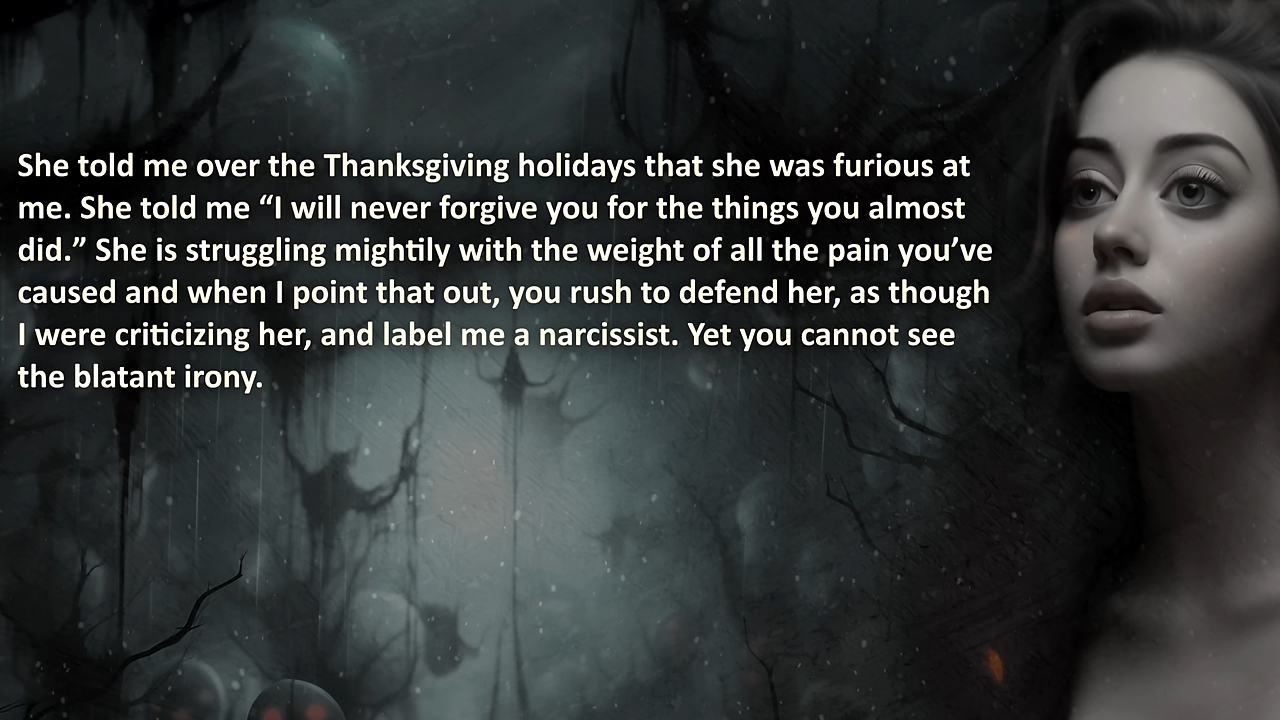 She told me over the Thanksgiving holidays that she was furious at
me. She told me “I will never forgive you for the things you almost
did.” She is struggling mightily with the weight of all the pain you’ve
caused and when I point that out, you rush to defend her, as though
I were criticizing her, and label me a narcissist. Yet you cannot see
the blatant irony.